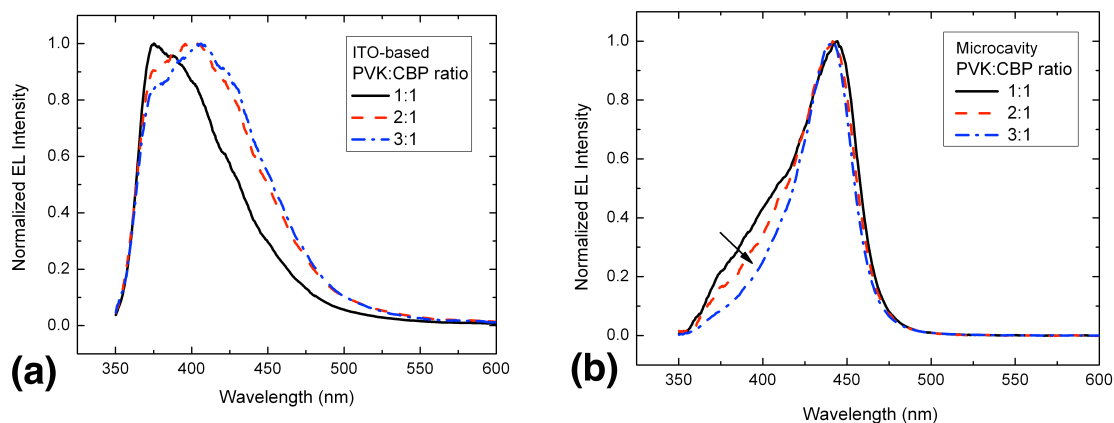 1.0
0.8
0.6
0.4
0.2
0.0
Normalized EL Intensity
ITO-based
PVK:CBP ratio
1:1
2:1
3:1
350 400 450 500 550 600
Wavelength (nm)
(a)
1.0
0.8
0.6
0.4
0.2
0.0
Normalized EL Intensity
Microcavity
PVK:CBP ratio
1:1
2:1
3:1
350 400 450 500 550 600
Wavelength (nm)
(b)